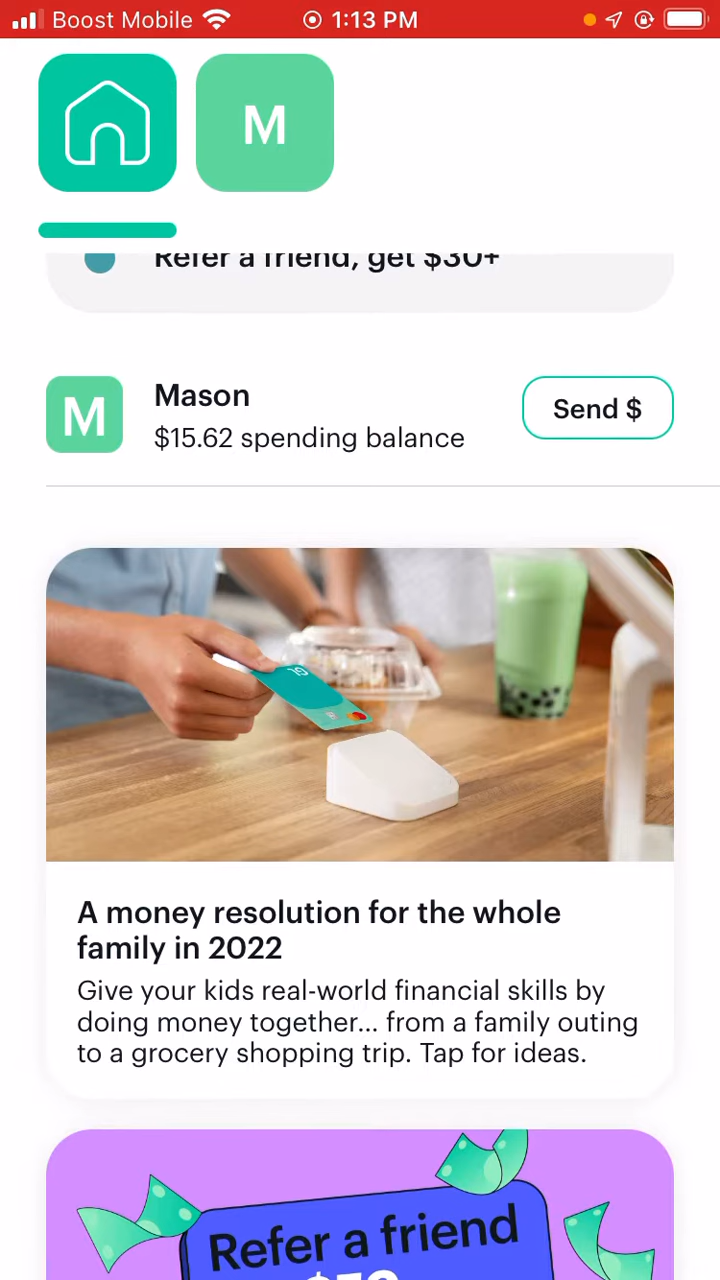 Boost Mobile 1:13 PM
M
Refer a friend, get $30+
M
Mason
$15.62 spending balance
Send $
A money resolution for the whole
family in 2022
Give your kids real-world financial skills by
doing money together... from a family outing
to a grocery shopping trip. Tap for ideas.
Refer a friend